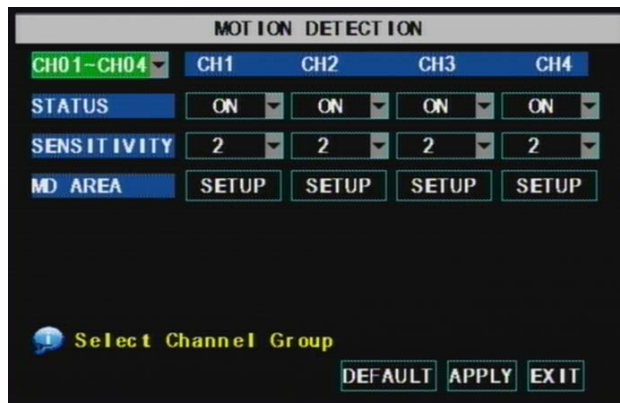 MOTION DETECTION
CH01~CH04 CH1 CH2 CH3 CH4
STATUS ON ON ON ON
SENSITIVITY 2 2 2 2
MD AREA SETUP SETUP SETUP SETUP
Select Channel Group
DEFAULT APPLY EXIT